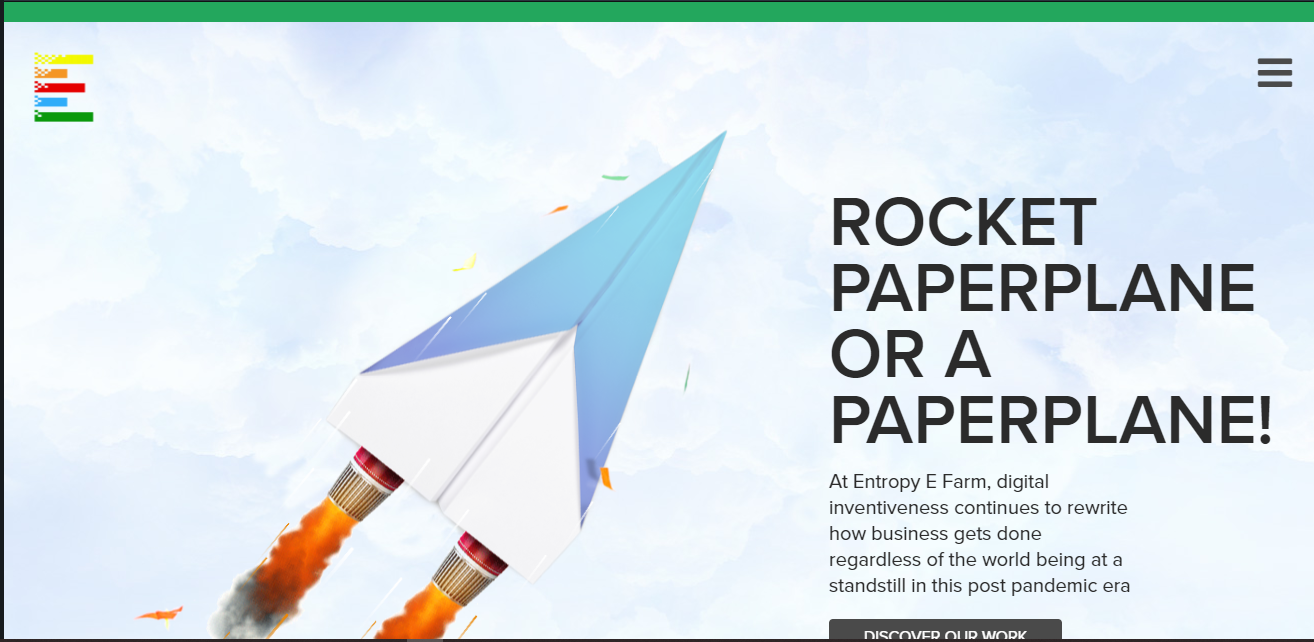 ROCKET
PAPERPLANE
OR A
PAPERPLANE!
At Entropy E Farm, digital
inventiveness continues to rewrite
how business gets done
regardless of the world being at a
standstill in this post pandemic era
DISCOVER OUR WORK